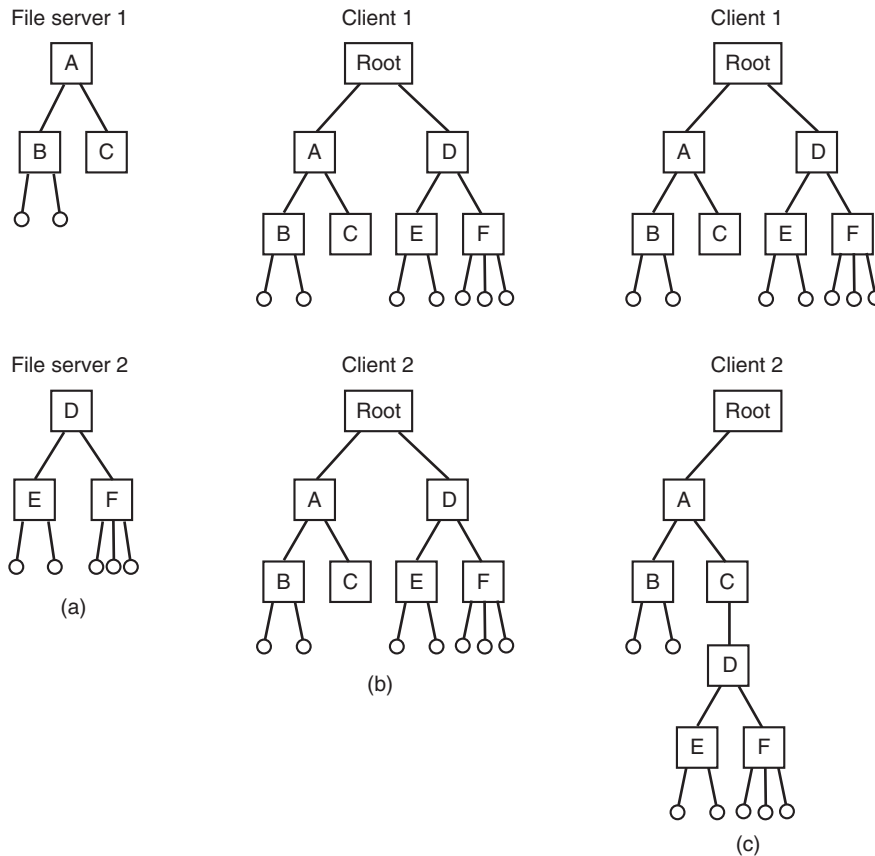 File server 1
Client 1
Client 1
A
Root
Root
B
C
A
D
A
D
B
C
E
F
B
C
E
F
File server 2
Client 2
Client 2
D
Root
Root
E
F
A
D
A
(a)
B
C
E
F
B
C
(b)
D
E
F
(c)